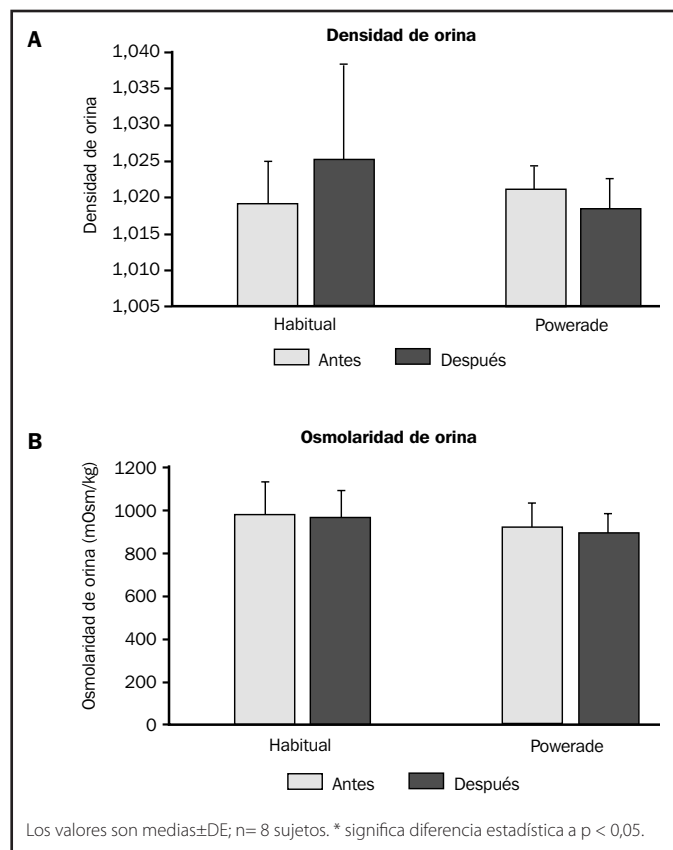 A
Densidad de orina
Densidad de orina
1,040
1,035
1,030
1,025
1,020
1,015
1,010
1,005
Habitual
Powerade
Antes
Después
B
Osmolaridad de orina
Osmolaridad de orina (mOsm/kg)
1200
1000
800
600
400
200
0
Habitual
Powerade
Antes
Después
Los valores son medias±DE; n= 8 sujetos. * significa diferencia estadística a p < 0,05.